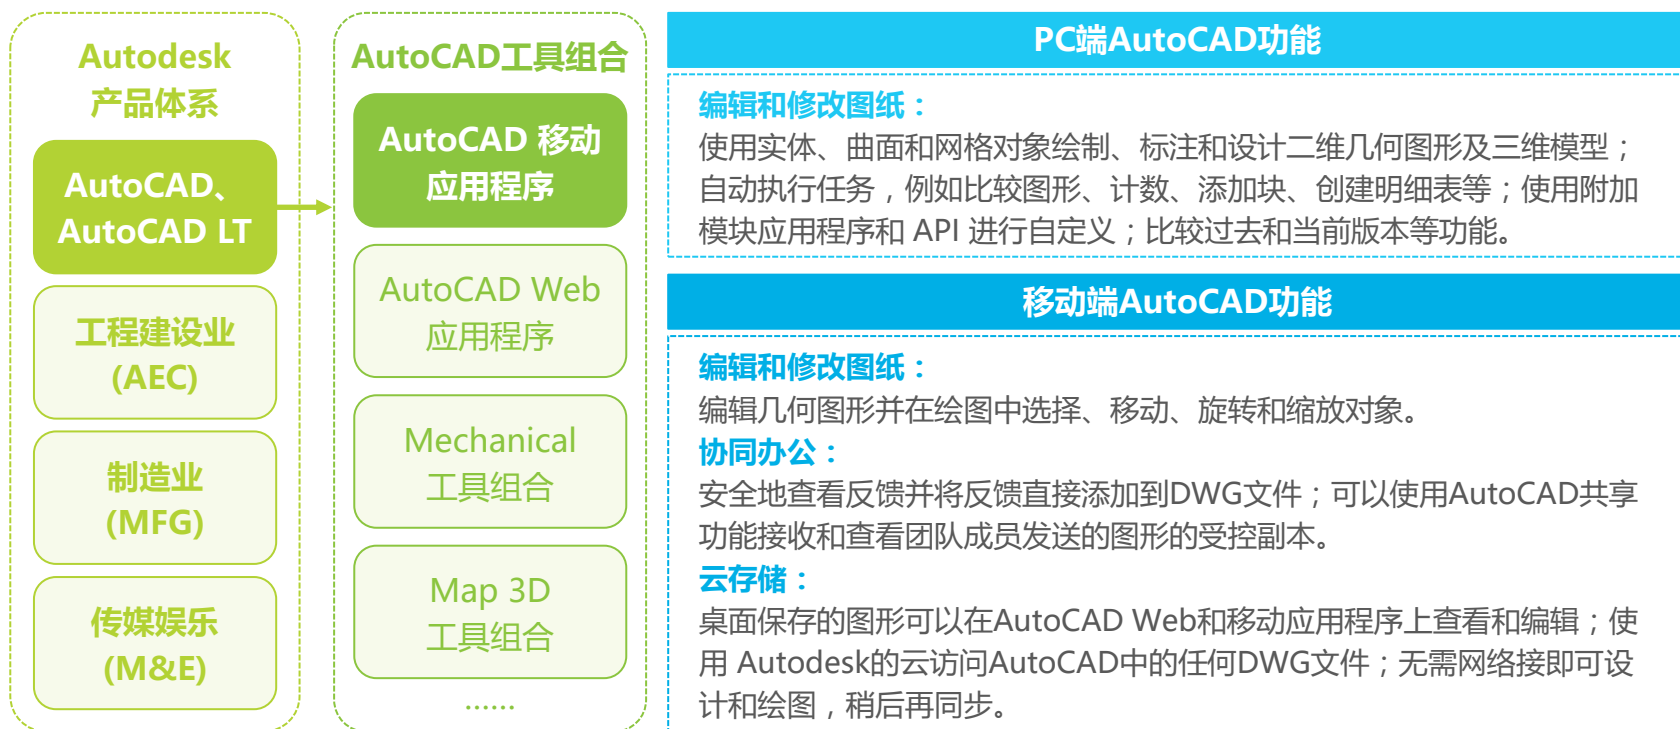 Autodesk
产品体系
AutoCAD、
AutoCAD LT
工程建设业
(AEC)
制造业
(MFG)
传媒娱乐
(M&E)
AutoCAD工具组合
AutoCAD 移动
应用程序
AutoCAD Web
应用程序
Mechanical
工具组合
Map 3D
工具组合
......
PC端AutoCAD功能
编辑和修改图纸：
使用实体、曲面和网格对象绘制、标注和设计二维几何图形及三维模型；
自动执行任务，例如比较图形、计数、添加块、创建明细表等；使用附加
模块应用程序和 API 进行自定义；比较过去和当前版本等功能。
移动端AutoCAD功能
编辑和修改图纸：
编辑几何图形并在绘图中选择、移动、旋转和缩放对象。
协同办公：
安全地查看反馈并将反馈直接添加到DWG文件；可以使用AutoCAD共享
功能接收和查看团队成员发送的图形的受控副本。
云存储：
桌面保存的图形可以在AutoCAD Web和移动应用程序上查看和编辑；使
用 Autodesk的云访问AutoCAD中的任何DWG文件；无需网络接即可设
计和绘图，稍后再同步。